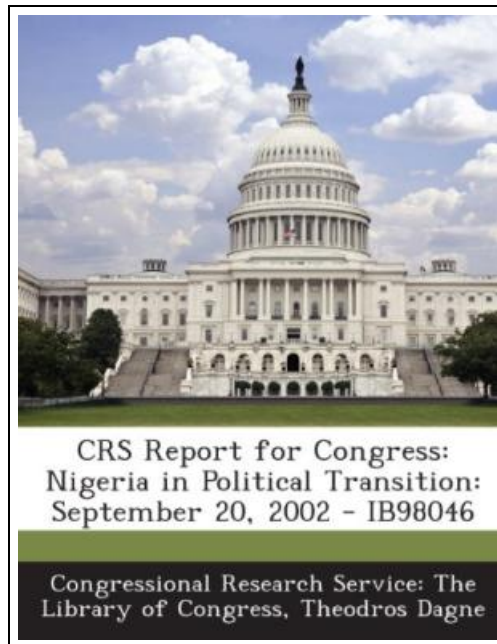 CRS Report for Congress:
Nigeria in Political Transition:
September 20, 2002 - IB98046
Congressional Research Service: The
Library of Congress, Theodros Dagne